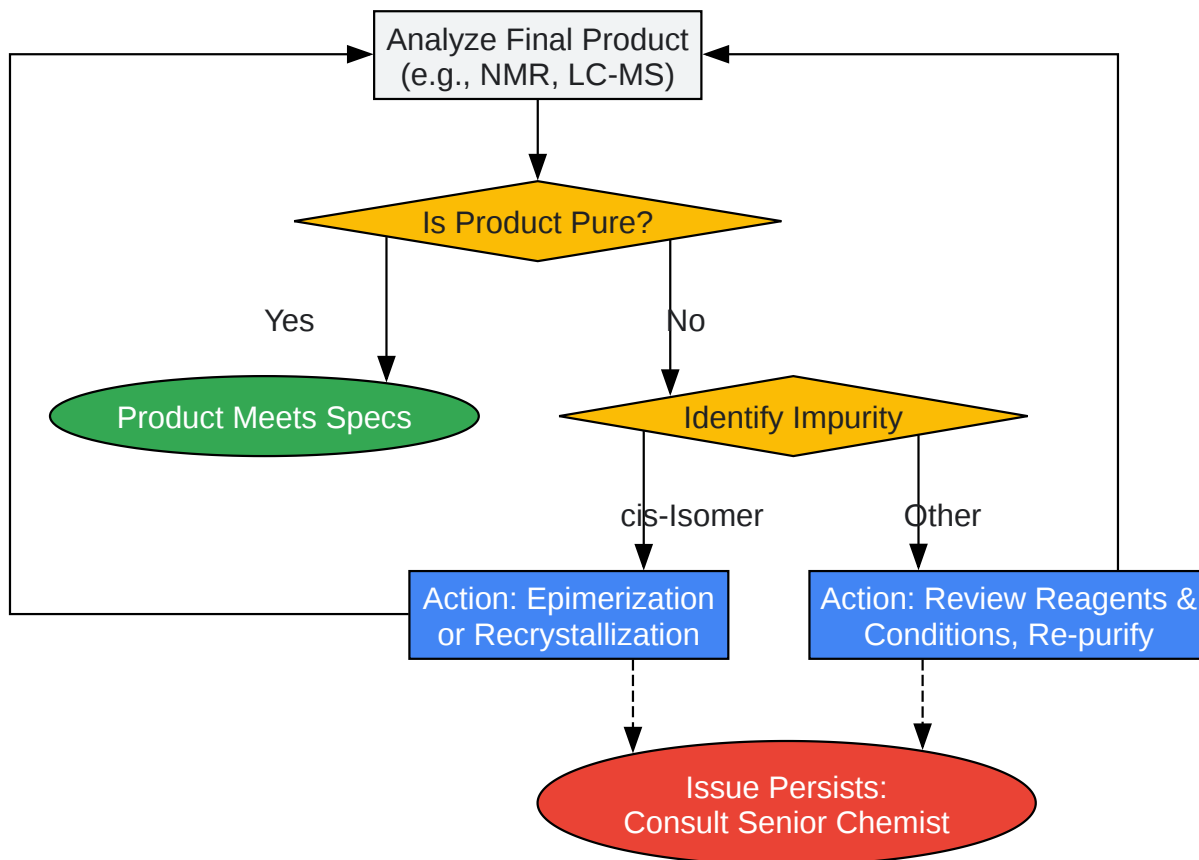 Analyze Final Product
(e.g., NMR, LC-MS)
Is Product Pure?
Yes
No
Product Meets Specs
Identify Impurity
cis-Isomer
Other
Action: Epimerization
or Recrystallization
Action: Review Reagents &
Conditions, Re-purify
Issue Persists:
Consult Senior Chemist